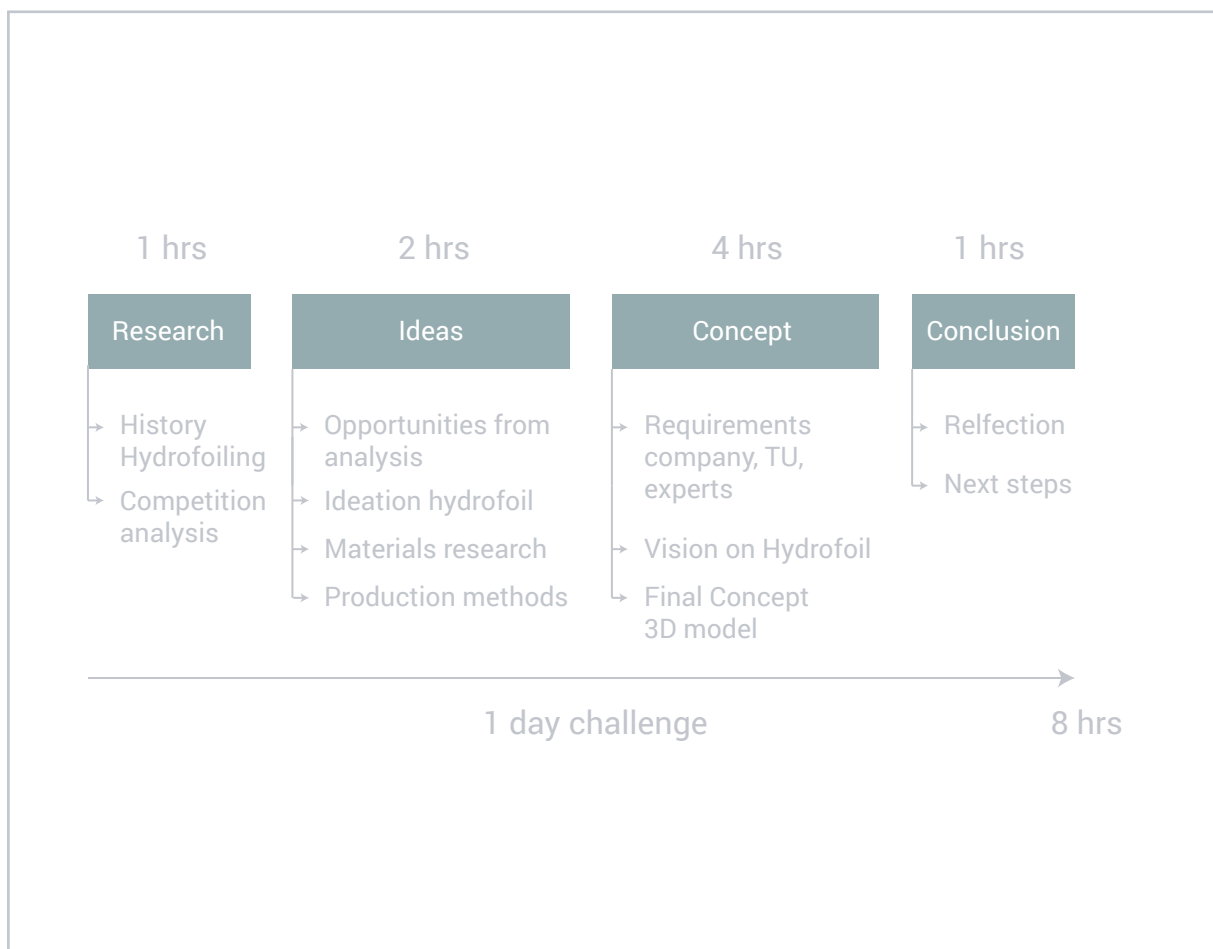 1 hrs
2 hrs
4 hrs
1 hrs
Research
Ideas
Concept
Conclusion
History
Hydrofoiling
Competition
analysis
Opportunities from
analysis
Ideation hydrofoil
Materials research
Production methods
Requirements
company, TU,
experts
Vision on Hydrofoil
Final Concept
3D model
Relfection
Next steps
1 day challenge
8 hrs